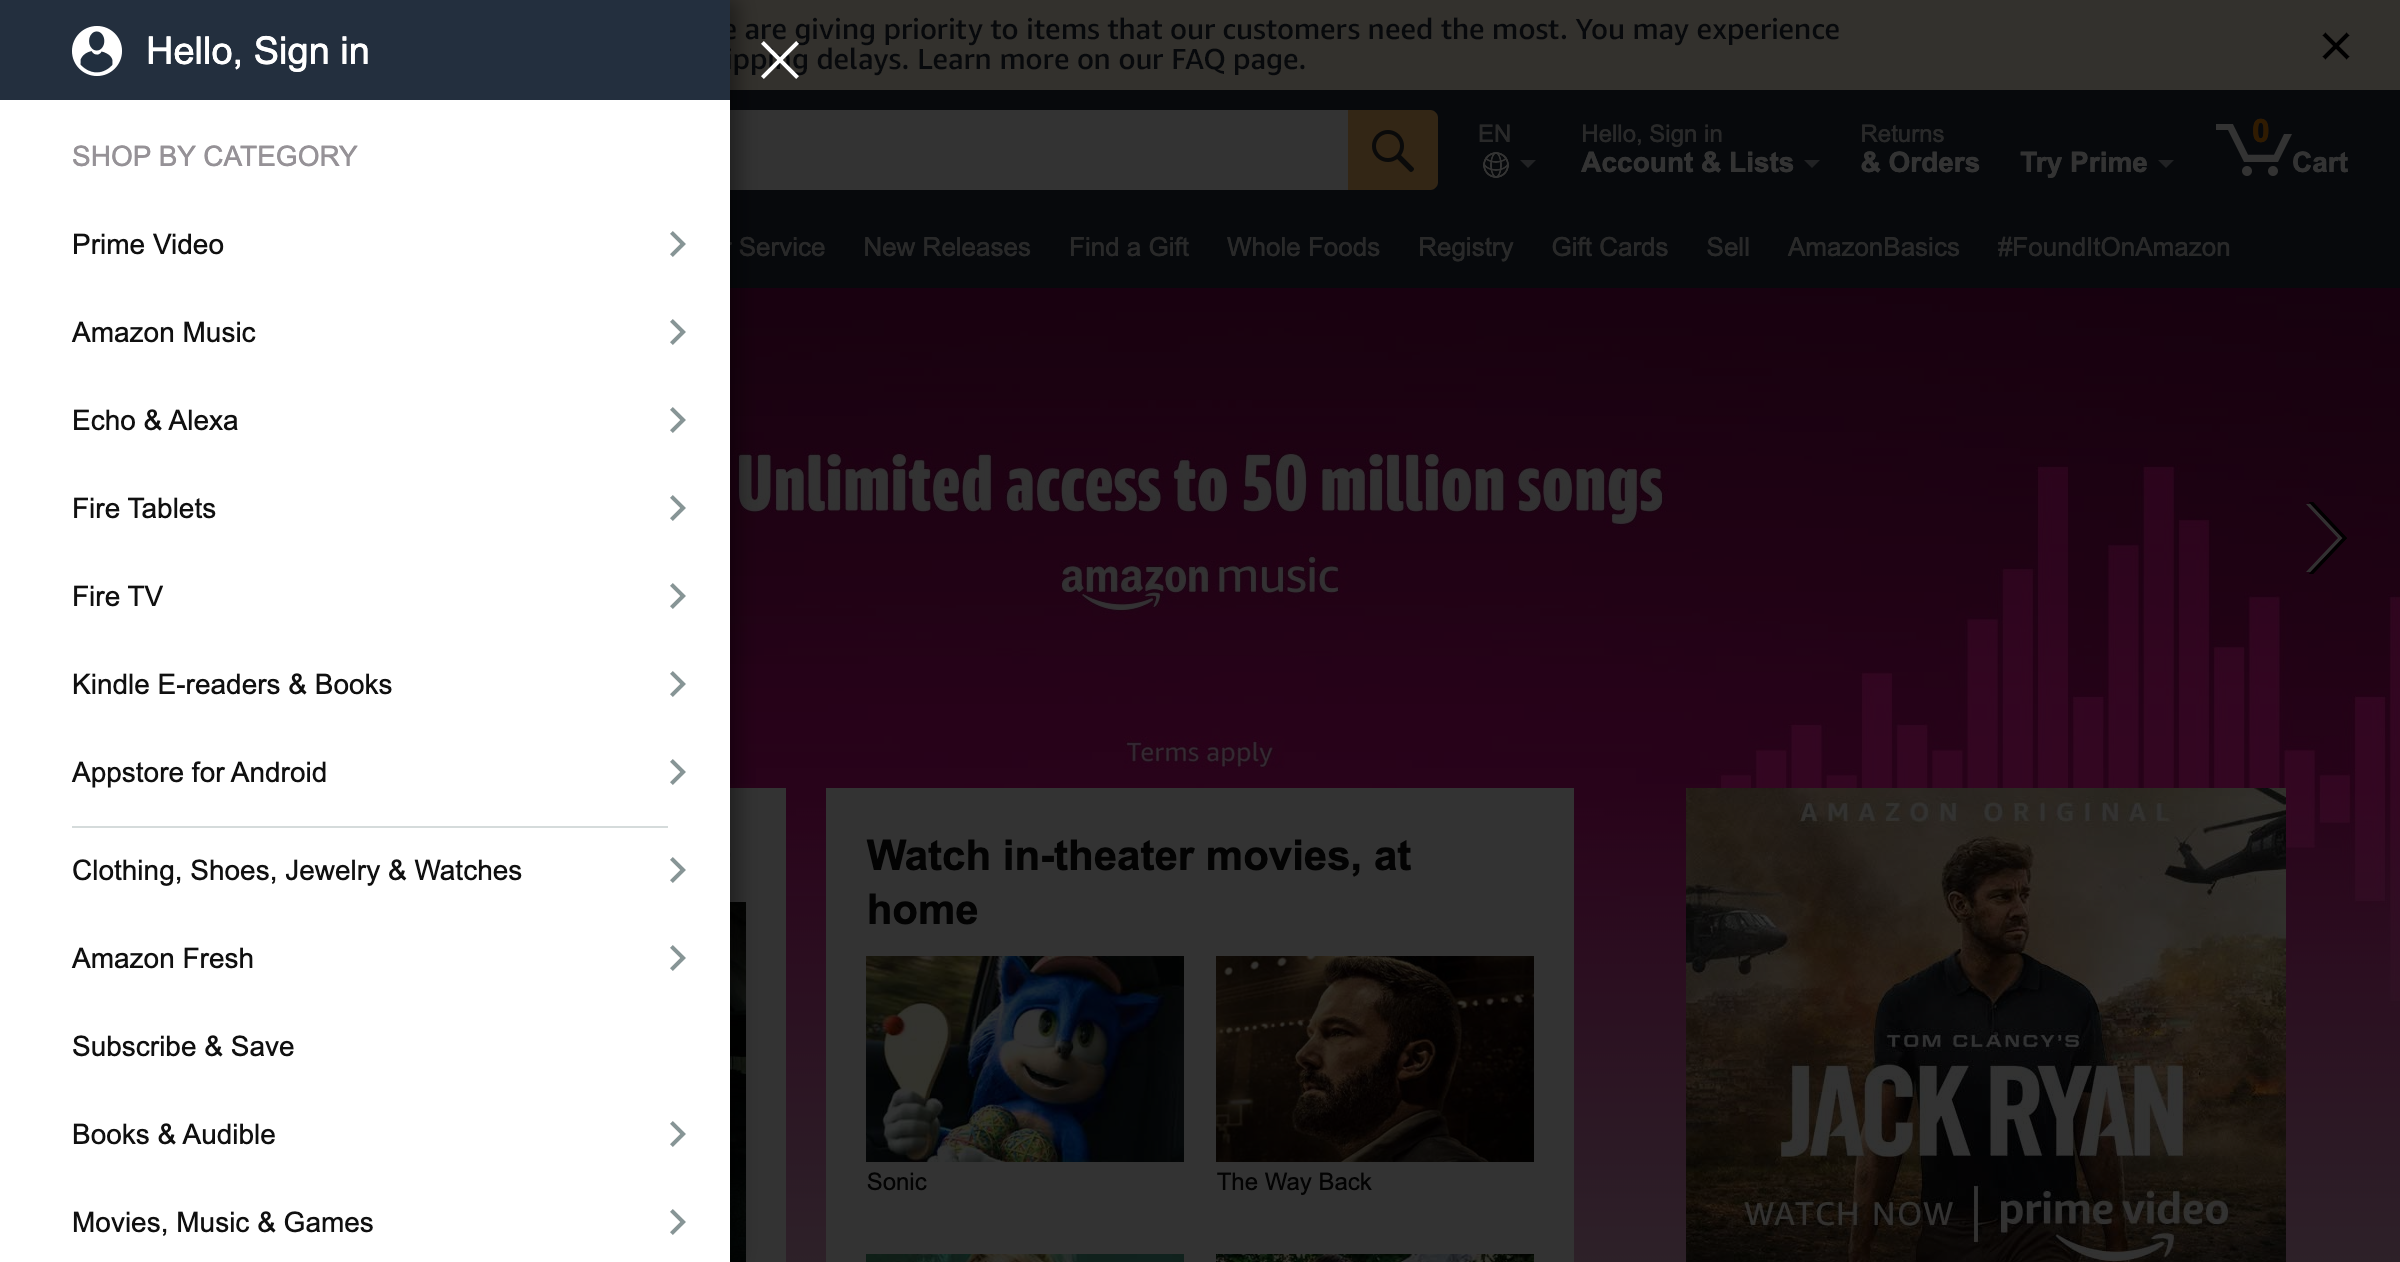 Hello, Sign in
SHOP BY CATEGORY
Prime Video
Amazon Music
Echo & Alexa
Fire Tablets
Fire TV
Kindle E-readers & Books
Appstore for Android
Clothing, Shoes, Jewelry & Watches
Amazon Fresh
Subscribe & Save
Books & Audible
Movies, Music & Games
are giving priority to items that our customers need the most. You may experience
delays. Learn more on our FAQ page.
EN
Hello, Sign in
Account & Lists
Returns
& Orders
Try Prime
0
Cart
Service New Releases Find a Gift Whole Foods Registry Gift Cards Sell AmazonBasics #FoundItOnAmazon
Unlimited access to 50 million songs
amazon music
Terms apply
Watch in-theater movies, at
home
Sonic
The Way Back
AMAZON ORIGINAL
TOM CLANCY'S
JACK RYAN
WATCH NOW | prime video